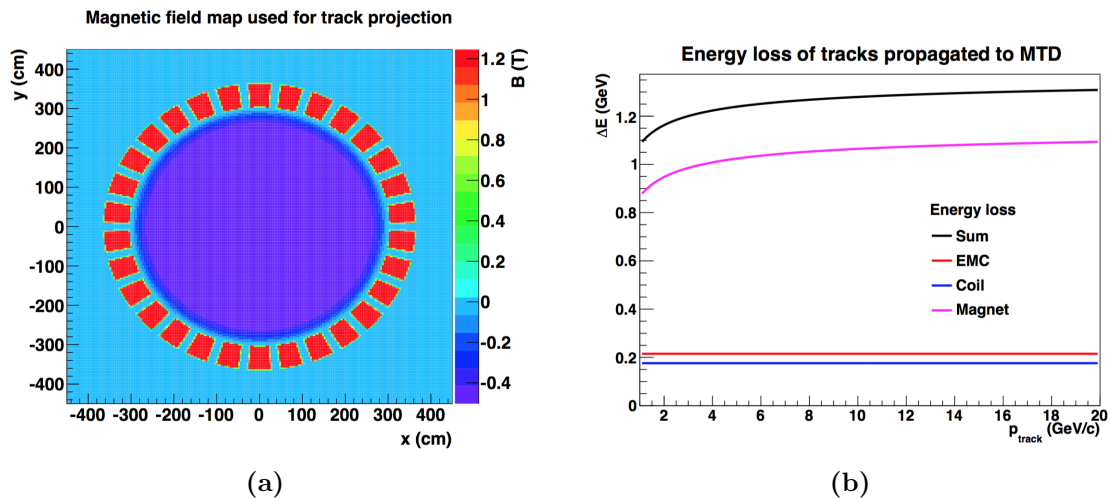 Magnetic field map used for track projection
y (cm)
400
300
200
100
0
-100
-200
-300
-400
-400 -300 -200 -100 0 100 200 300 400
x (cm)
B (T)
1.2
1
0.8
0.6
0.4
0.2
0
-0.2
-0.4
(a)
Energy loss of tracks propagated to MTD
ΔE (GeV)
1.2
1
0.8
0.6
0.4
0.2
0
Energy loss
Sum
EMC
Coil
Magnet
2 4 6 8 10 12 14 16 18 20
p_track (GeV/c)
(b)